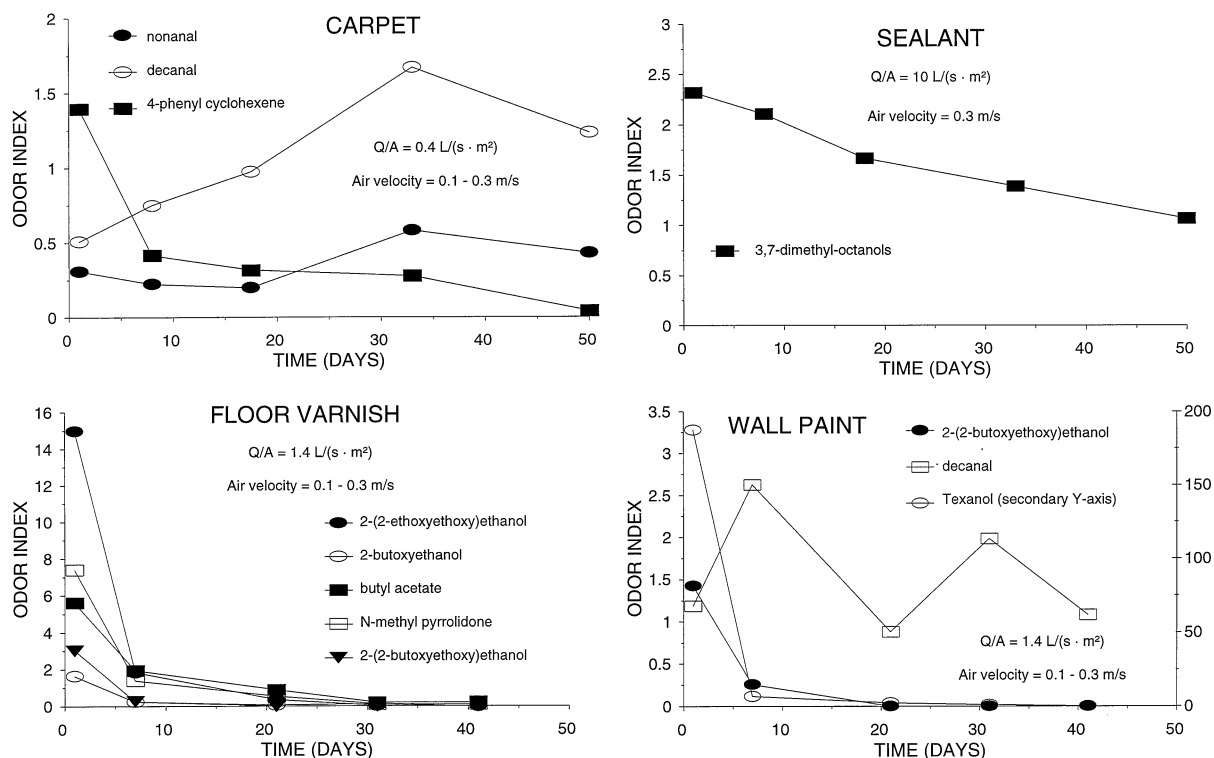 CARPET
nonanal
decanal
4-phenyl cyclohexene
Q/A = 0.4 L/(s · m²)
Air velocity = 0.1 - 0.3 m/s
ODOR INDEX
2
1.5
1
0.5
0
0 10 20 30 40 50
TIME (DAYS)
SEALANT
Q/A = 10 L/(s · m²)
Air velocity = 0.3 m/s
3,7-dimethyl-octanols
ODOR INDEX
3
2.5
2
1.5
1
0.5
0
0 10 20 30 40 50
TIME (DAYS)
FLOOR VARNISH
Q/A = 1.4 L/(s · m²)
Air velocity = 0.1 - 0.3 m/s
2-(2-ethoxyethoxy)ethanol
2-butoxyethanol
butyl acetate
N-methyl pyrrolidone
2-(2-butoxyethoxy)ethanol
ODOR INDEX
16
14
12
10
8
6
4
2
0
0 10 20 30 40 50
TIME (DAYS)
WALL PAINT
2-(2-butoxyethoxy)ethanol
decanal
Texanol (secondary Y-axis)
Q/A = 1.4 L/(s · m²)
Air velocity = 0.1 - 0.3 m/s
ODOR INDEX
3.5
3
2.5
2
1.5
1
0.5
0
200
150
100
50
0
0 10 20 30 40 50
TIME (DAYS)